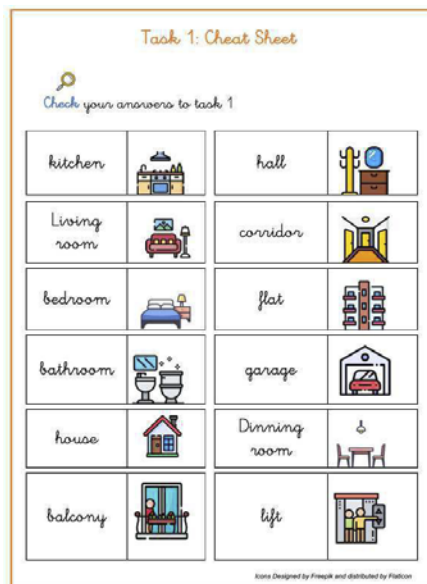 Task 1: Cheat Sheet
Check your answers to task 1
kitchen
hall
Living
room
corridor
bedroom
flat
bathroom
garage
house
Dinning
room
balcony
lift
Icons Designed by Freepik and distributed by Flaticon